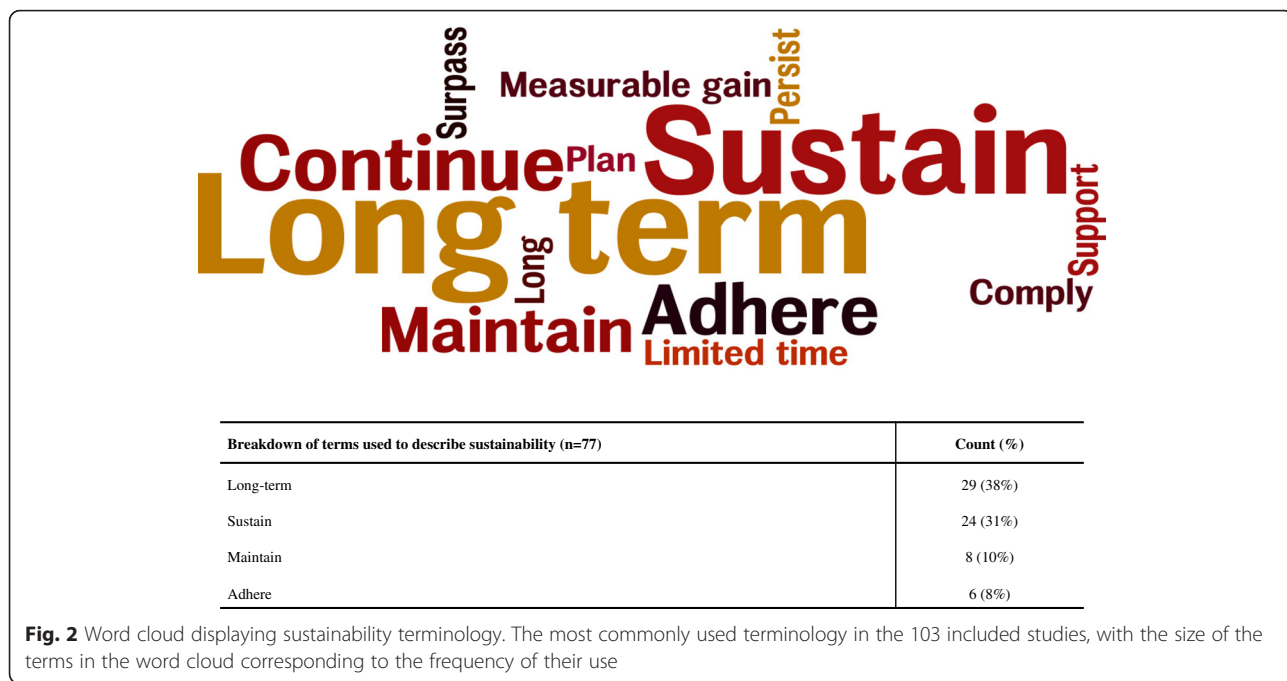 Surpass
Measurable gain
Persist
Sustain
Continue
Plan
Support
Long term
Long
Comply
Adhere
Maintain
Limited time
Breakdown of terms used to describe sustainability (n=77) Count (%)
Long-term 29 (38%)
Sustain 24 (31%)
Maintain 8 (10%)
Adhere 6 (8%)
Fig. 2 Word cloud displaying sustainability terminology. The most commonly used terminology in the 103 included studies, with the size of the
terms in the word cloud corresponding to the frequency of their use